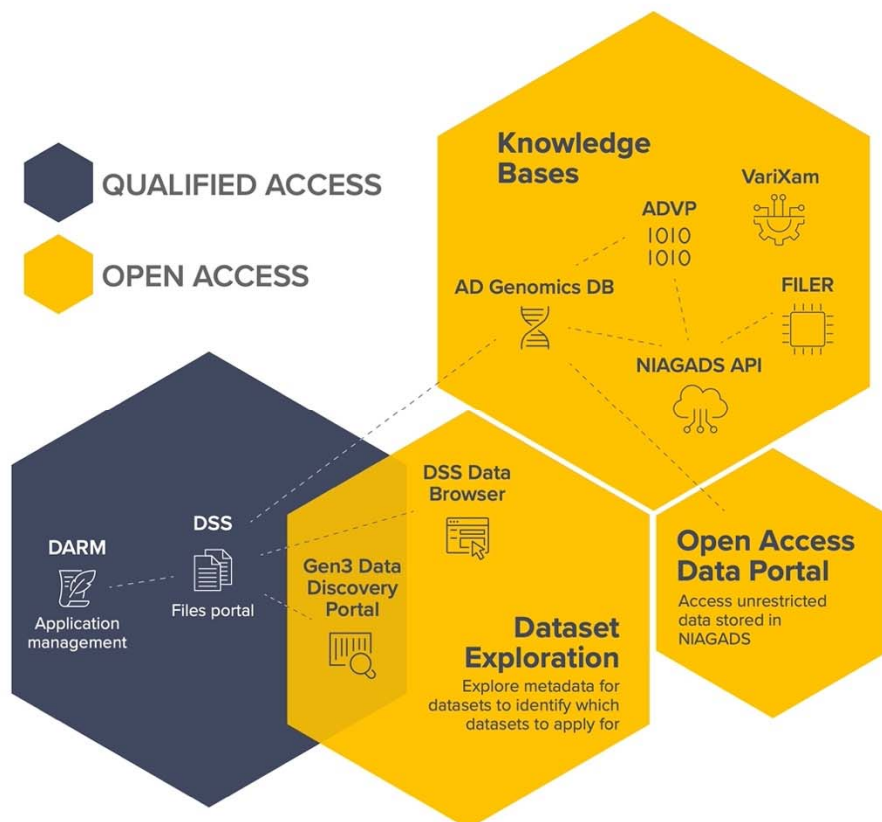 QUALIFIED ACCESS
OPEN ACCESS
Knowledge
Bases
VariXam
ADVP
1010
1010
AD Genomics DB
FILER
NIAGADS API
DSS Data
Browser
DSS
DARM
Gen3 Data
Discovery
Portal
Files portal
Application
management
Dataset
Exploration
Explore metadata for
datasets to identify which
datasets to apply for
Open Access
Data Portal
Access unrestricted
data stored in
NIAGADS